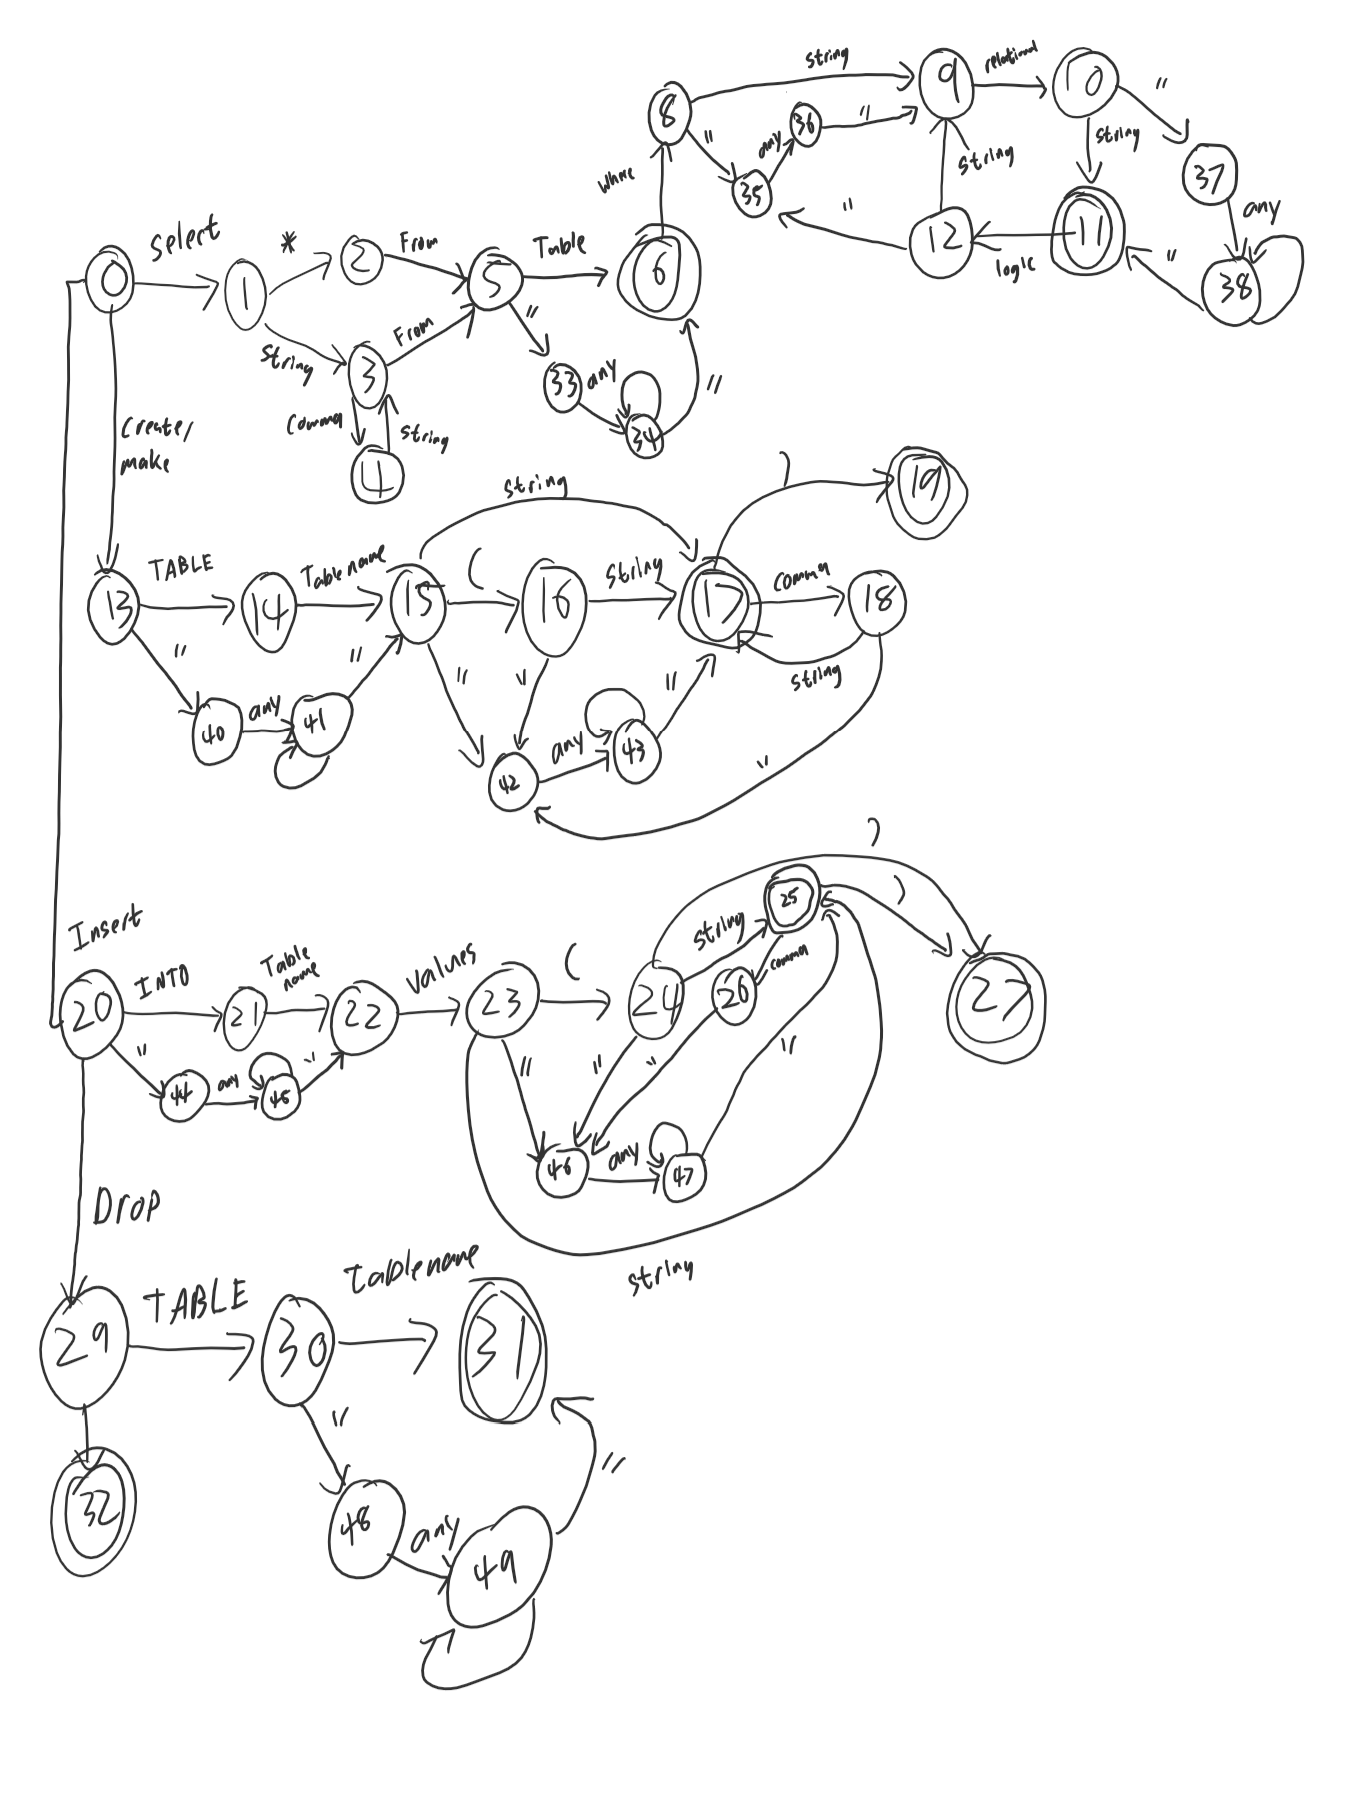 string
9
relational
10
"
8
"
any
36
"
string
string
37
where
35
"
any
12
logic
11
"
38
select
*
2
From
5
Table
6
0
1
string
From
3
"
33
any
34
"
comma
string
4
create/
make
string
)
19
13
TABLE
14
Table name
15
(
16
string
17
comma
18
"
"
"
"
"
string
40
any
41
42
any
43
"
)
25
)
Insert
string
comma
20
INTO
21
Table
name
22
values
23
(
24
26
27
"
"
"
"
"
"
44
any
45
46
any
47
Drop
string
Tablename
29
TABLE
30
31
"
"
32
48
any
49